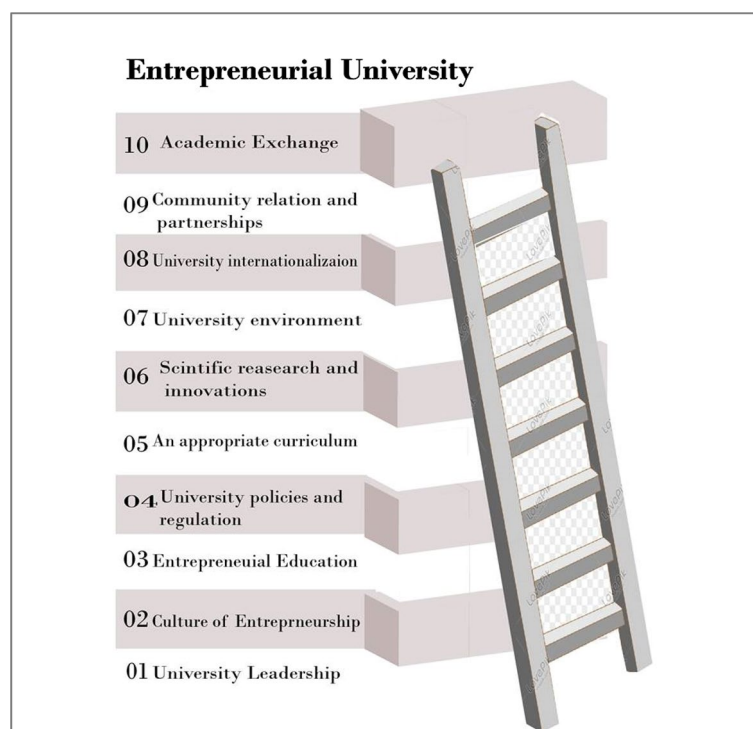 Entrepreneurial University
10 Academic Exchange
09 Community relation and
partnerships
08 University internationalizaion
07 University environment
06 Scintific reasearch and
innovations
05 An appropriate curriculum
04 University policies and
regulation
03 Entrepreneuial Education
02 Culture of Entreprneurship
01 University Leadership